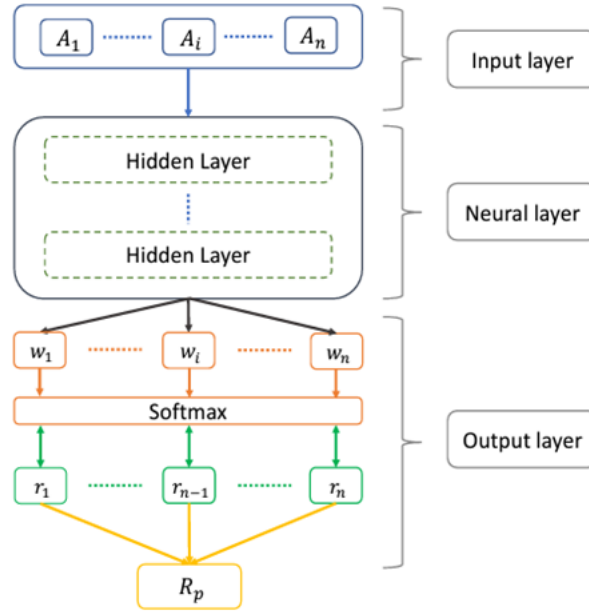 A₁ ........ Aᵢ ........ Aₙ
Input layer
Hidden Layer
Neural layer
Hidden Layer
w₁ ........ wᵢ ........ wₙ
Softmax
Output layer
r₁ ........ rₙ₋₁ ........ rₙ
Rₚ